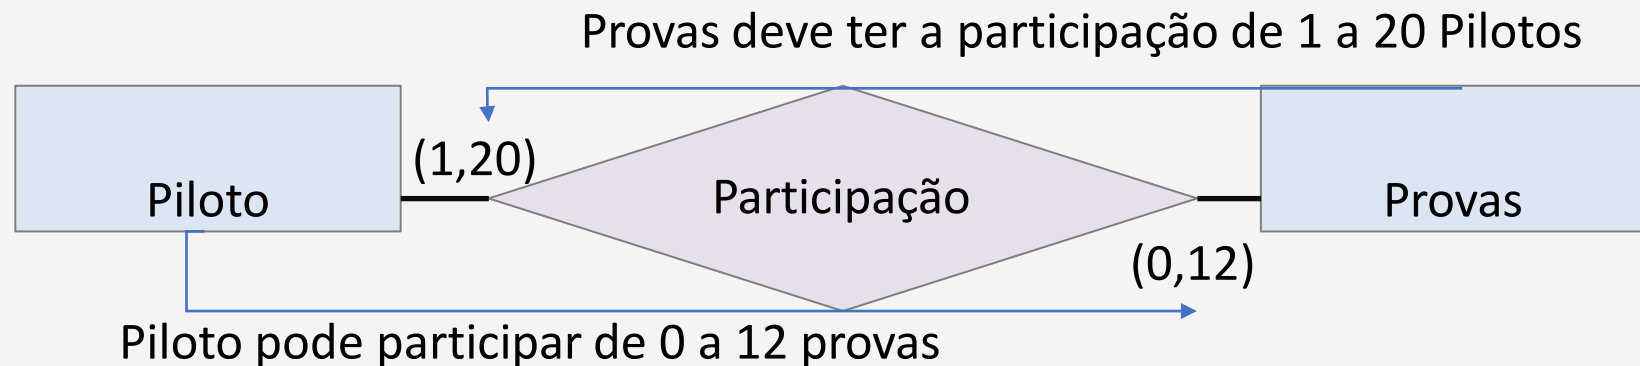 Provas deve ter a participação de 1 a 20 Pilotos
(1,20)
Piloto
Participação
Provas
(0,12)
Piloto pode participar de 0 a 12 provas